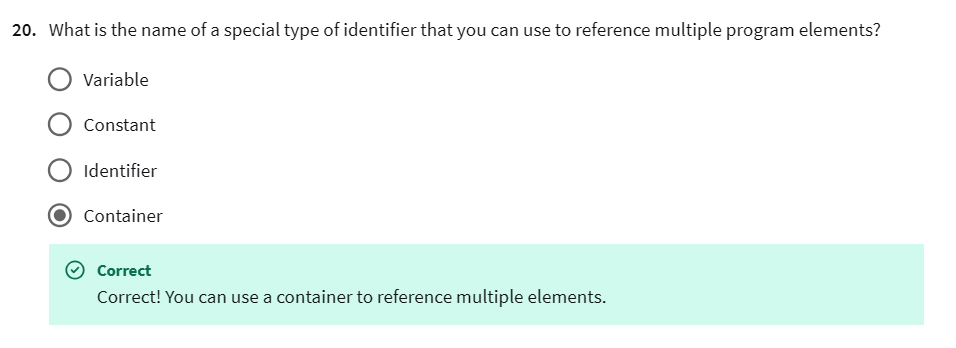 20. What is the name of a special type of identifier that you can use to reference multiple program elements?
Variable
Constant
Identifier
Container
Correct
Correct! You can use a container to reference multiple elements.